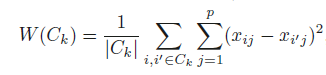 W(C_k) = \frac{1}{|C_k|} \sum_{i,i' \in C_k} \sum_{j=1}^{p} (x_{ij} - x_{i'j})^2